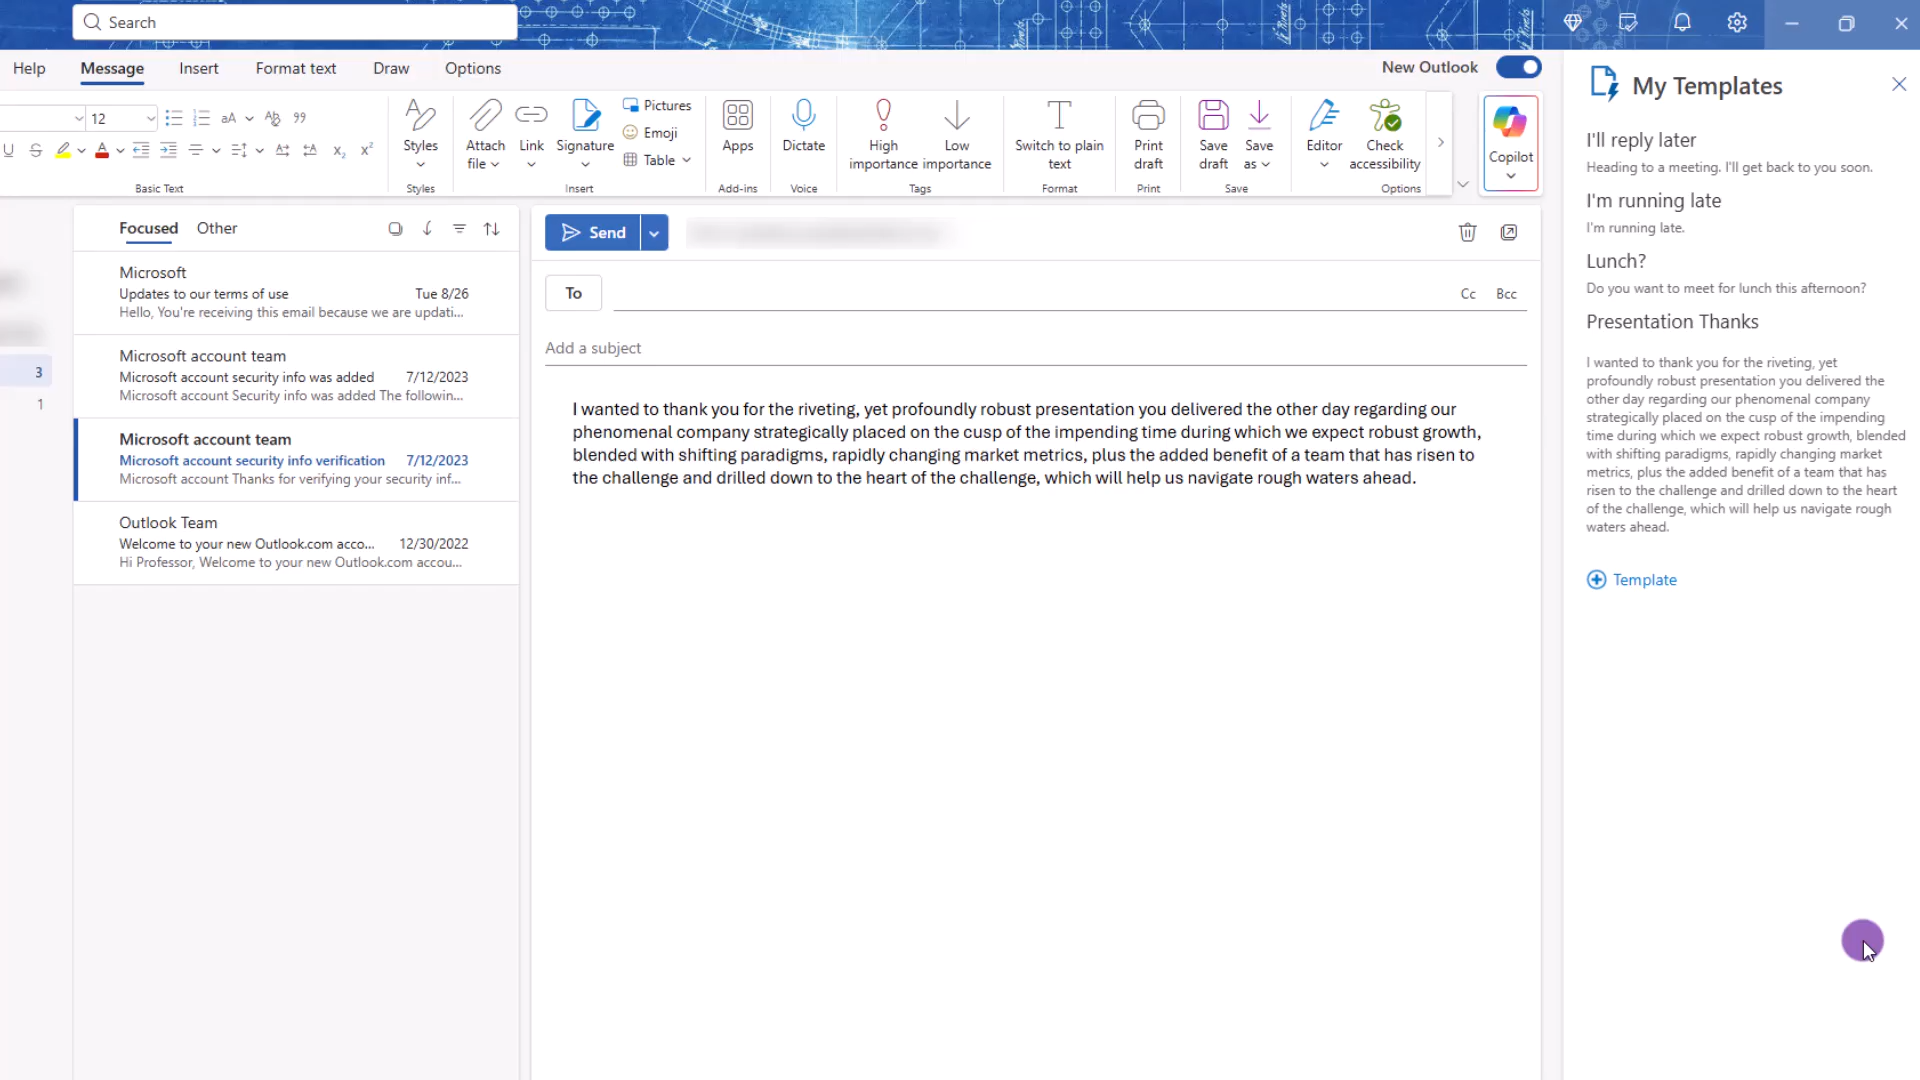 Search
Help Message Insert Format text Draw Options New Outlook
12 aA
Pictures
Emoji
Table
Styles Attach file Link Signature Apps Dictate High importance Low importance Switch to plain text Print draft Save draft Save as Editor Check accessibility Copilot
Basic Text Styles Insert Add-ins Voice Tags Format Print Save Options
Focused Other
Microsoft
Updates to our terms of use Tue 8/26
Hello, You're receiving this email because we are updati...
Microsoft account team
Microsoft account security info was added 7/12/2023
Microsoft account Security info was added The followin...
3
1
Microsoft account team
Microsoft account security info verification 7/12/2023
Microsoft account Thanks for verifying your security inf...
Outlook Team
Welcome to your new Outlook.com acco... 12/30/2022
Hi Professor, Welcome to your new Outlook.com accou...
Send
To Cc Bcc
Add a subject
I wanted to thank you for the riveting, yet profoundly robust presentation you delivered the other day regarding our
phenomenal company strategically placed on the cusp of the impending time during which we expect robust growth,
blended with shifting paradigms, rapidly changing market metrics, plus the added benefit of a team that has risen to
the challenge and drilled down to the heart of the challenge, which will help us navigate rough waters ahead.
My Templates
I'll reply later
Heading to a meeting. I'll get back to you soon.
I'm running late
I'm running late.
Lunch?
Do you want to meet for lunch this afternoon?
Presentation Thanks
I wanted to thank you for the riveting, yet
profoundly robust presentation you delivered the
other day regarding our phenomenal company
strategically placed on the cusp of the impending
time during which we expect robust growth, blended
with shifting paradigms, rapidly changing market
metrics, plus the added benefit of a team that has
risen to the challenge and drilled down to the heart
of the challenge, which will help us navigate rough
waters ahead.
Template